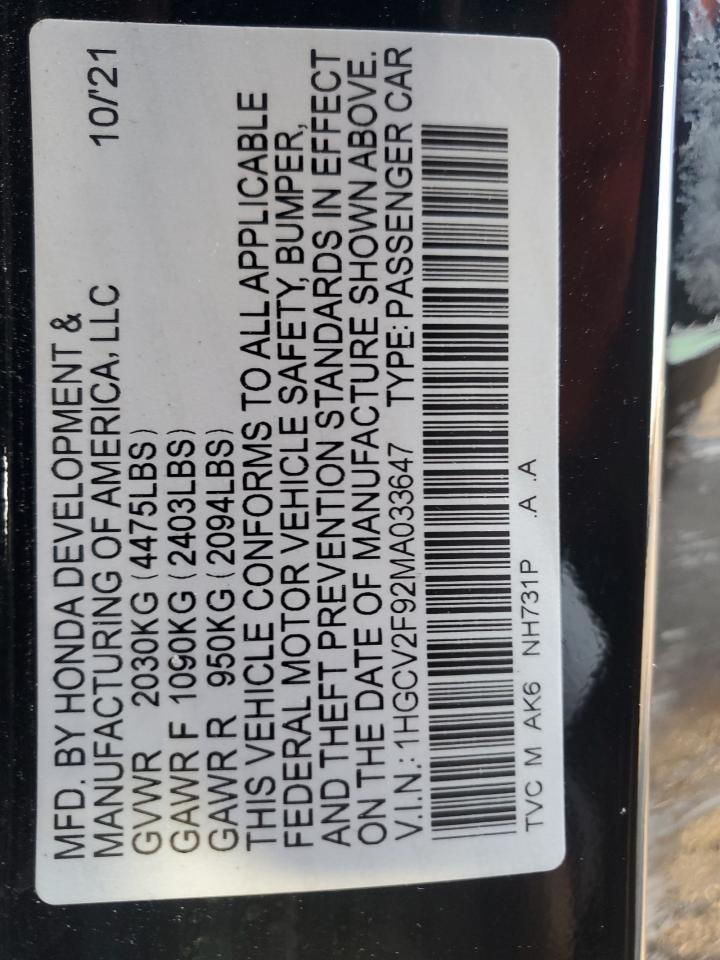 MFD. BY HONDA DEVELOPMENT &
MANUFACTURING OF AMERICA, LLC 10/'21
GVWR 2030KG (4475LBS)
GAWR F 1090KG (2403LBS)
GAWR R 950KG (2094LBS)
THIS VEHICLE CONFORMS TO ALL APPLICABLE
FEDERAL MOTOR VEHICLE SAFETY, BUMPER,
AND THEFT PREVENTION STANDARDS IN EFFECT
ON THE DATE OF MANUFACTURE SHOWN ABOVE.
V.I.N.: 1HGCV2F92MA033647 TYPE: PASSENGER CAR
TVC M AK6 NH731P .A .A